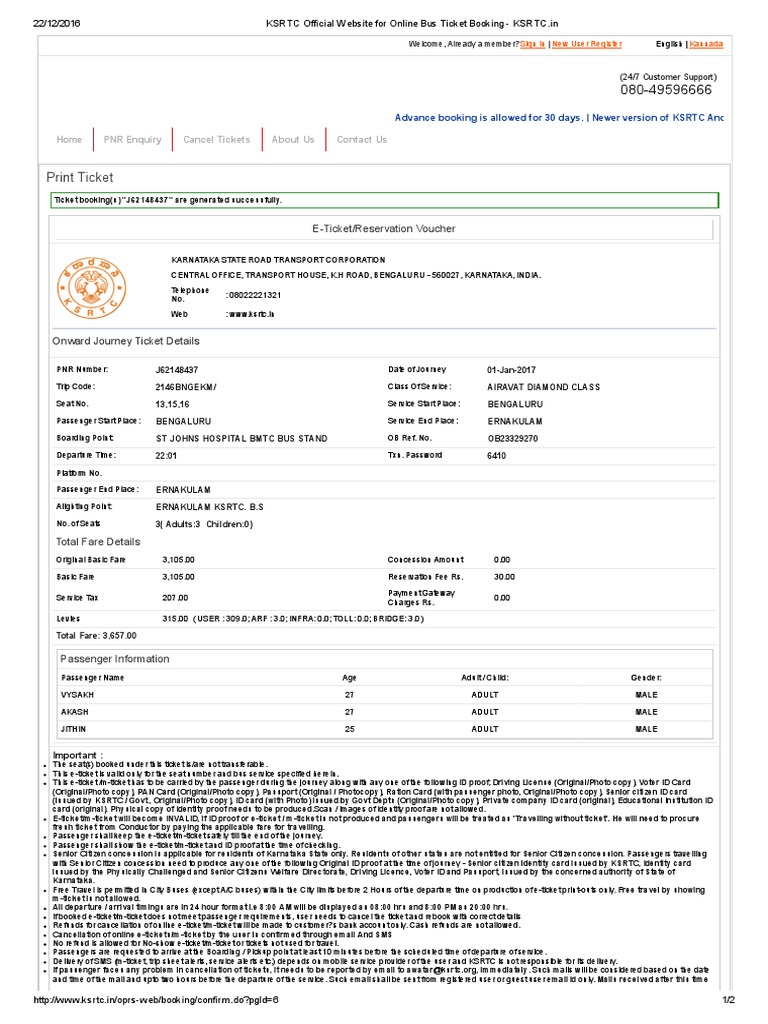 22/12/2016 KSRTC Official Website for Online Bus Ticket Booking - KSRTC.in
Welcome, Already a member? Sign In | New User Register English | Kannada
(24/7 Customer Support)
080-49596666
Advance booking is allowed for 30 days. | Newer version of KSRTC Anc
Home PNR Enquiry Cancel Tickets About Us Contact Us
Print Ticket
Ticket booking(s) "J62148437" are generated successfully.
E-Ticket/Reservation Voucher
KSRTC
KARNATAKA STATE ROAD TRANSPORT CORPORATION
CENTRAL OFFICE, TRANSPORT HOUSE, K.H ROAD, BENGALURU - 560027, KARNATAKA, INDIA.
Telephone No. : 08022221321
Web : www.ksrtc.in
Onward Journey Ticket Details
PNR Number: J62148437 Date of Journey 01-Jan-2017
Trip Code: 2146BNGEKM/ Class Of Service: AIRAVAT DIAMOND CLASS
Seat No. 13,15,16 Service Start Place: BENGALURU
Passenger Start Place: BENGALURU Service End Place: ERNAKULAM
Boarding Point: ST JOHNS HOSPITAL BMTC BUS STAND OB Ref. No. OB23329270
Departure Time: 22:01 Txn. Password 6410
Platform No.
Passenger End Place: ERNAKULAM
Alighting Point: ERNAKULAM KSRTC. B.S
No. of Seats 3( Adults:3 Children:0)
Total Fare Details
Original Basic Fare 3,105.00 Concession Amount 0.00
Basic Fare 3,105.00 Reservation Fee Rs. 30.00
Service Tax 207.00 Payment Gateway Charges Rs. 0.00
Levies 315.00 (USER :309.0; ARF :3.0; INFRA:0.0; TOLL:0.0; BRIDGE:3.0)
Total Fare: 3,657.00
Passenger Information
Passenger Name Age Adult/Child: Gender:
VYSAKH 27 ADULT MALE
AKASH 27 ADULT MALE
JITHIN 25 ADULT MALE
Important :
The seat(s) booked under this ticket is/are not transferable.
This e-ticket is valid only for the seat number and bus service specified herein.
This e-ticket/m-ticket has to be carried by the passenger during the journey along with any one of the following ID proof; Driving Licence (Original/Photo copy), Voter ID Card
(Original/Photo copy), PAN Card (Original/Photo copy), Passport (Original / Photocopy), Ration Card (with passenger photo, Original/Photo copy), Senior citizen ID card
(issued by KSRTC / Govt., Original/Photo copy), ID card (with Photo) issued by Govt Depts (Original/Photo copy), Private company ID card (original), Educational Institution ID
card (original). Physical copy of identity proof needs to be produced.Scan / Images of identity proof are not allowed.
E-ticket/m-ticket will become INVALID, if ID proof or e-ticket / m-ticket is not produced and passengers will be treated as 'Travelling without ticket'. He will need to procure
fresh ticket from Conductor by paying the applicable fare for travelling.
Passenger shall keep the e-ticket/m-ticket safely till the end of the journey.
Passenger shall show the e-ticket/m-ticket and ID proof at the time of checking.
Senior Citizen concession is applicable for residents of Karnataka State only. Residents of other states are not entitled for Senior Citizen concession. Passengers travelling
with Senior Citizen concession need to produce any one of the following Original ID proof at the time of journey - Senior citizen Identity card issued by KSRTC, Identity card
issued by the Physically Challenged and Senior Citizens Welfare Directorate, Driving Licence, Voter ID and Passport, issued by the concerned authority of State of
Karnataka.
Free Travel is permitted in City Buses (except A/C buses) within the City limits before 2 Hours of the departure time on production of e-ticket print-outs only. Free travel by showing
m-ticket is not allowed.
All departure / arrival timings are in 24 hour format i.e 8:00 AM will be displayed as 08:00 hrs and 8:00 PM as 20:00 hrs.
If booked e-ticket/m-ticket does not meet passenger requirements, user needs to cancel the ticket and rebook with correct details
Refunds for cancellation of online e-ticket/m-ticket will be made to customer?s bank account only. Cash refunds are not allowed.
Cancellation of online e-ticket/m-ticket by the user in confirmed through email And SMS
No refund is allowed for No-show e-ticket/m-ticket or tickets not used for travel.
Passengers are requested to arrive at the Boarding / Pickup point at least 10 minutes before the scheduled time of departure of service.
Delivery of SMS (m-ticket, trip sheet alerts, service alerts etc.) depends on mobile service provider of the user and KSRTC is not responsible for its delivery.
If passenger faces any problem in cancellation of tickets, it needs to be reported by email to awatar@ksrtc.org, immediately . Such mails will be considered based on the date
and time of the mail and upto two hours before the departure of the service. Such email shall be sent from registered user or guest user email id only. Mails received after this time
http://www.ksrtc.in/oprs-web/booking/confirm.do?pgId=6 1/2